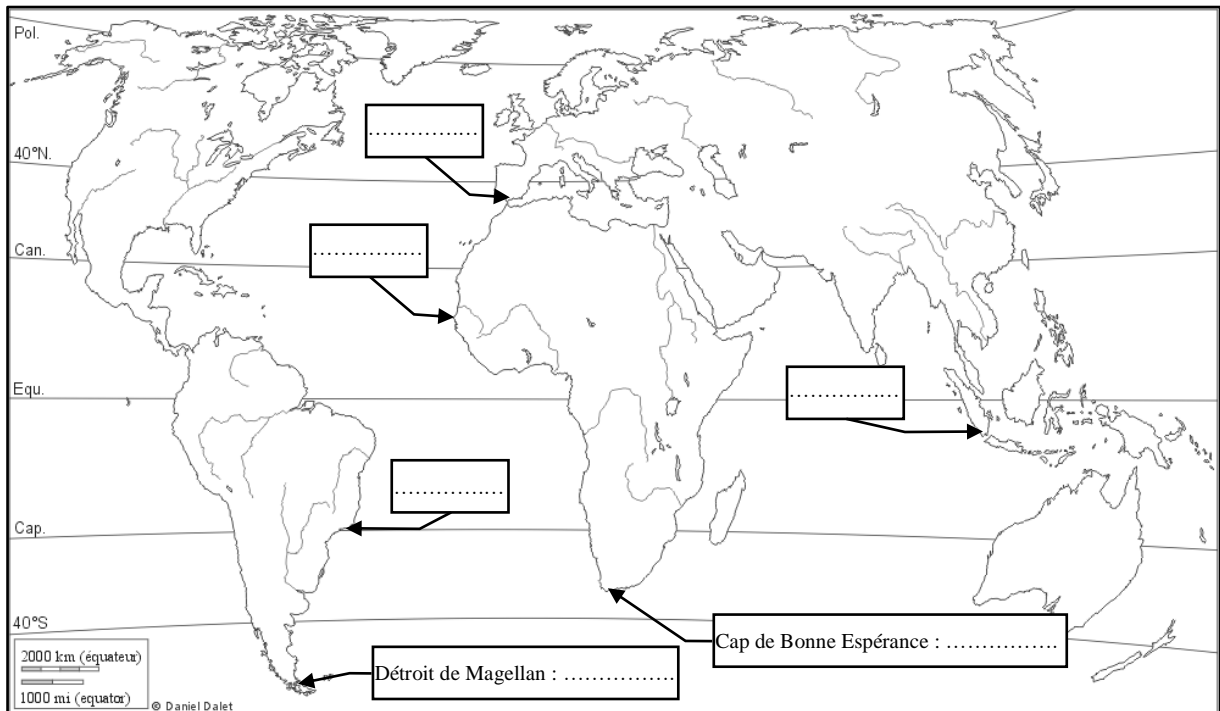 Pol.
……………
40°N.
……………
Can.
……………
Equ.
……………
Cap.
40°S
Cap de Bonne Espérance : …………….
2000 km (équateur)
Détroit de Magellan : …………….
1000 mi (equator)
© Daniel Dalet